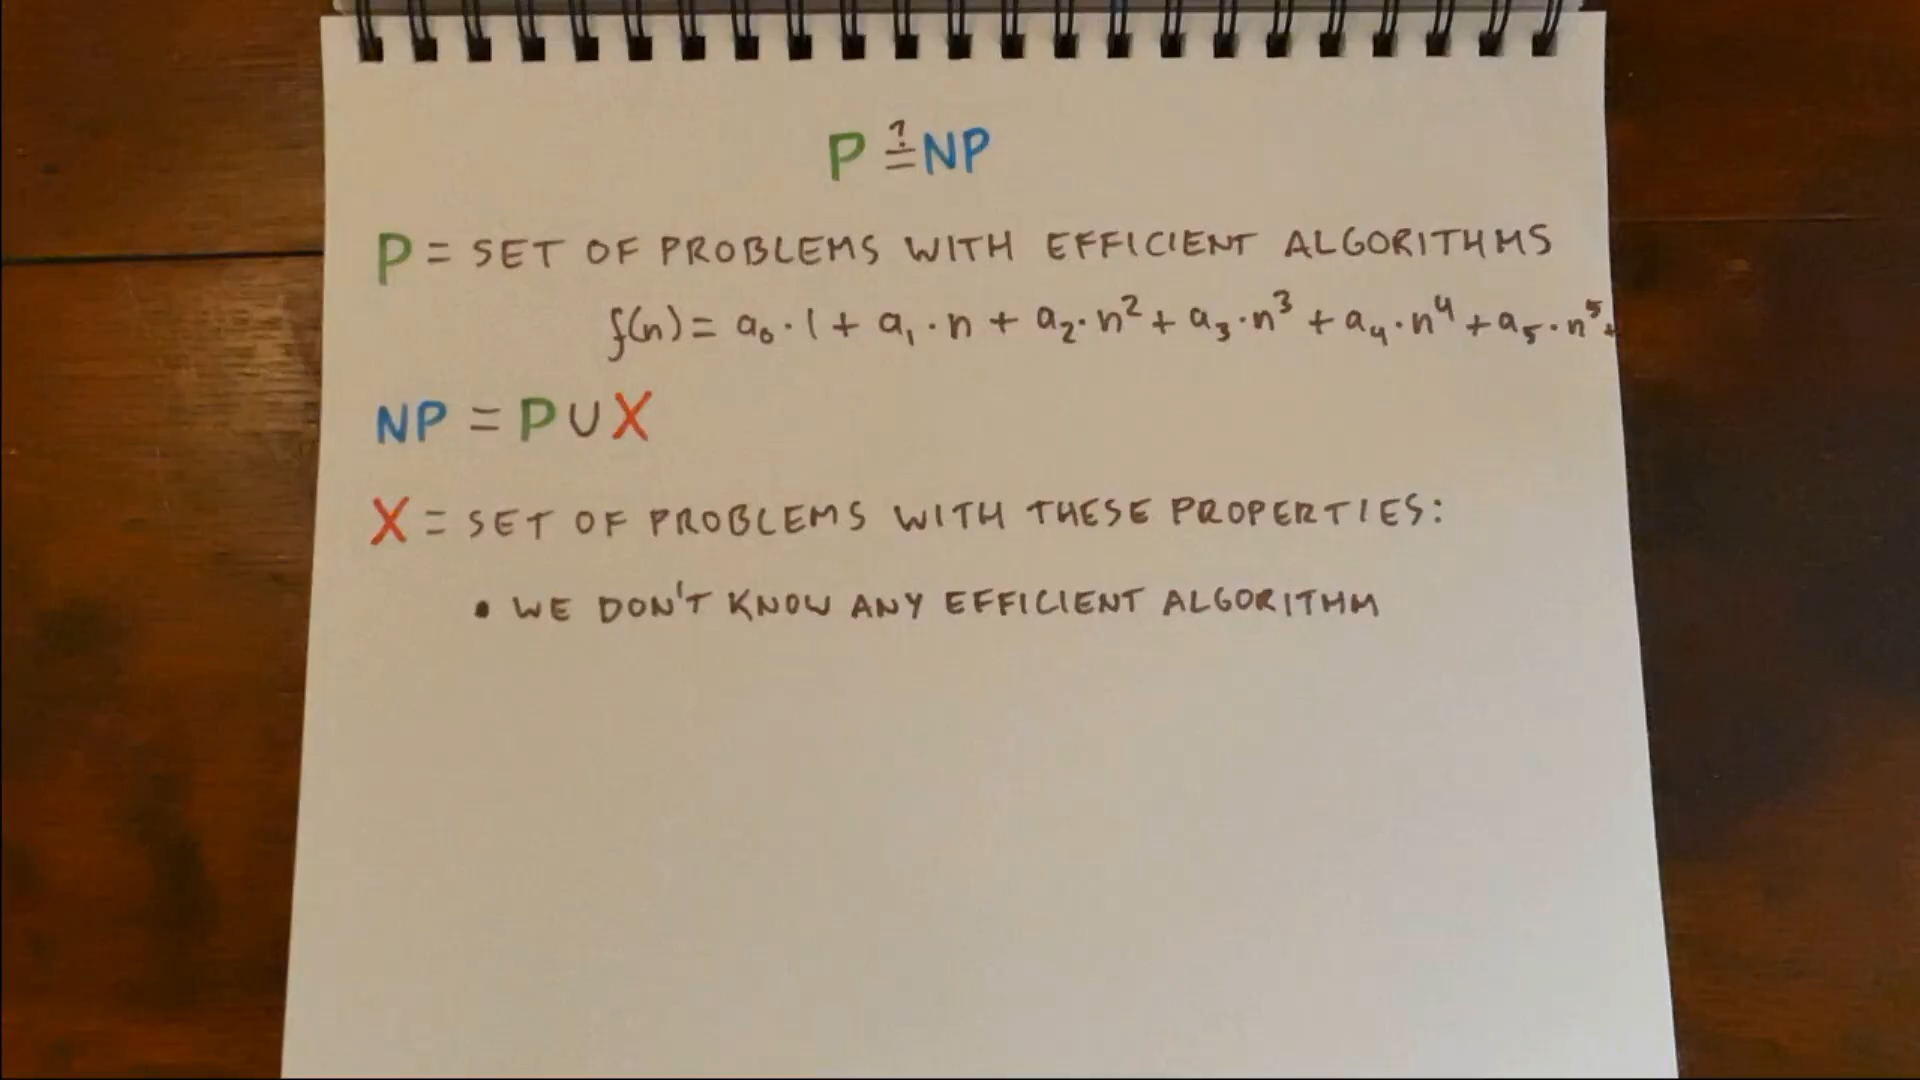 P ≟ NP
P = SET OF PROBLEMS WITH EFFICIENT ALGORITHMS
f(n) = a₀·1 + a₁·n + a₂·n² + a₃·n³ + a₄·n⁴ + a₅·n⁵ +
NP = P ∪ X
X = SET OF PROBLEMS WITH THESE PROPERTIES:
• WE DON'T KNOW ANY EFFICIENT ALGORITHM